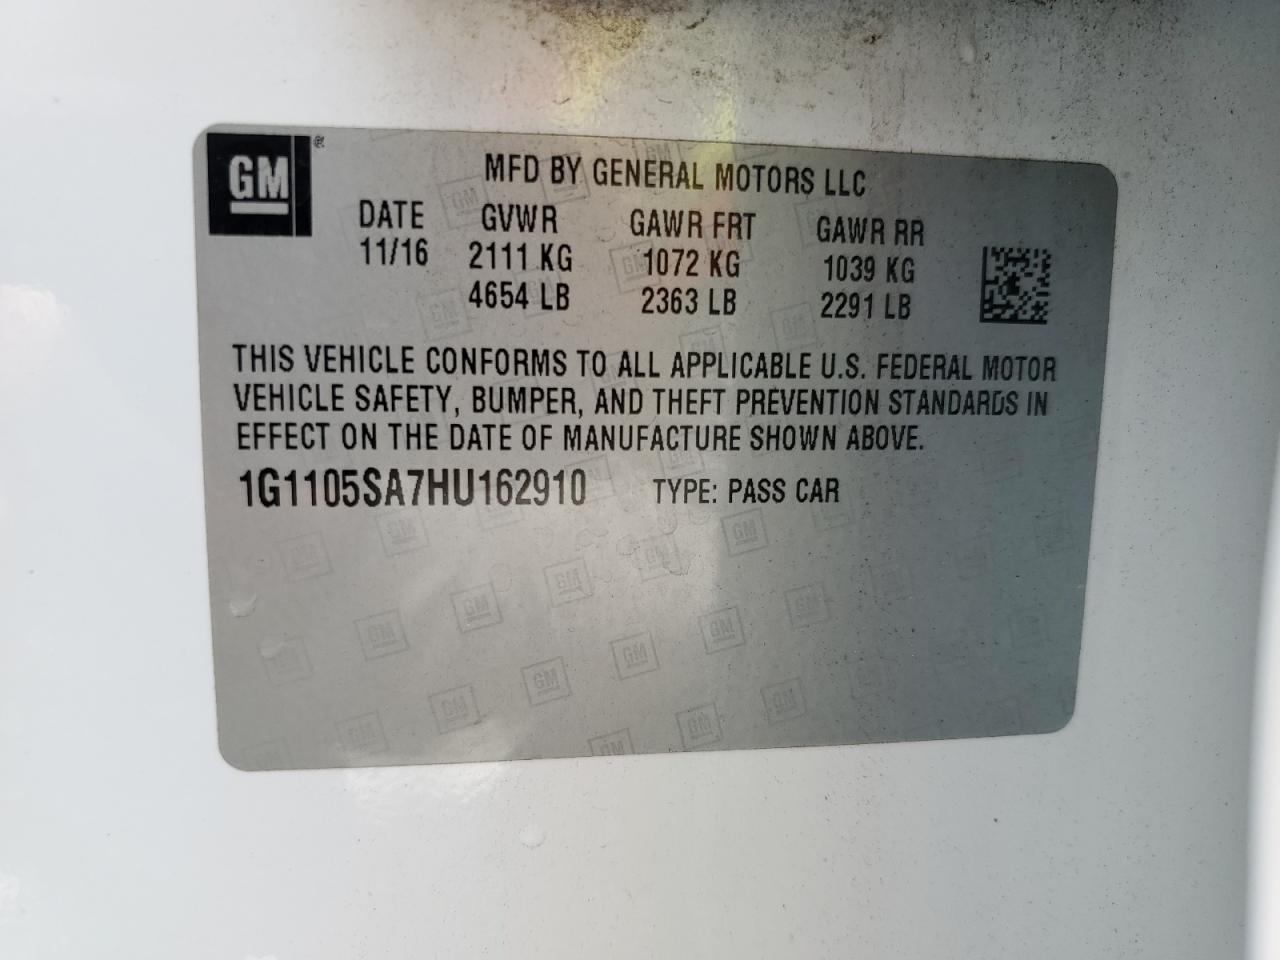 GM®
MFD BY GENERAL MOTORS LLC
DATE GVWR GAWR FRT GAWR RR
11/16 2111 KG 1072 KG 1039 KG
4654 LB 2363 LB 2291 LB
THIS VEHICLE CONFORMS TO ALL APPLICABLE U.S. FEDERAL MOTOR
VEHICLE SAFETY, BUMPER, AND THEFT PREVENTION STANDARDS IN
EFFECT ON THE DATE OF MANUFACTURE SHOWN ABOVE.
1G1105SA7HU162910 TYPE: PASS CAR